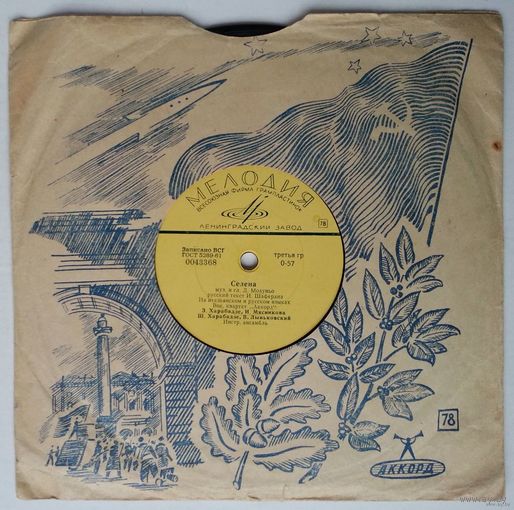 МЕЛОДИЯ
ВСЕСОЮЗНАЯ ФИРМА ГРАМПЛАСТИНОК
ЛЕНИНГРАДСКИЙ ЗАВОД
78
Записано ВСГ
ГОСТ 5289-61
0043368
третья гр
0-57
Селена
муз. и сл. Д. Модуньо
русский текст И. Шаферана
На итальянском и русском языках
Вок. квартет „Аккорд“
З. Харабадзе, И. Мясникова
Ш. Харабадзе, В. Лыньковский
Инстр. ансамбль
78
АККОРД